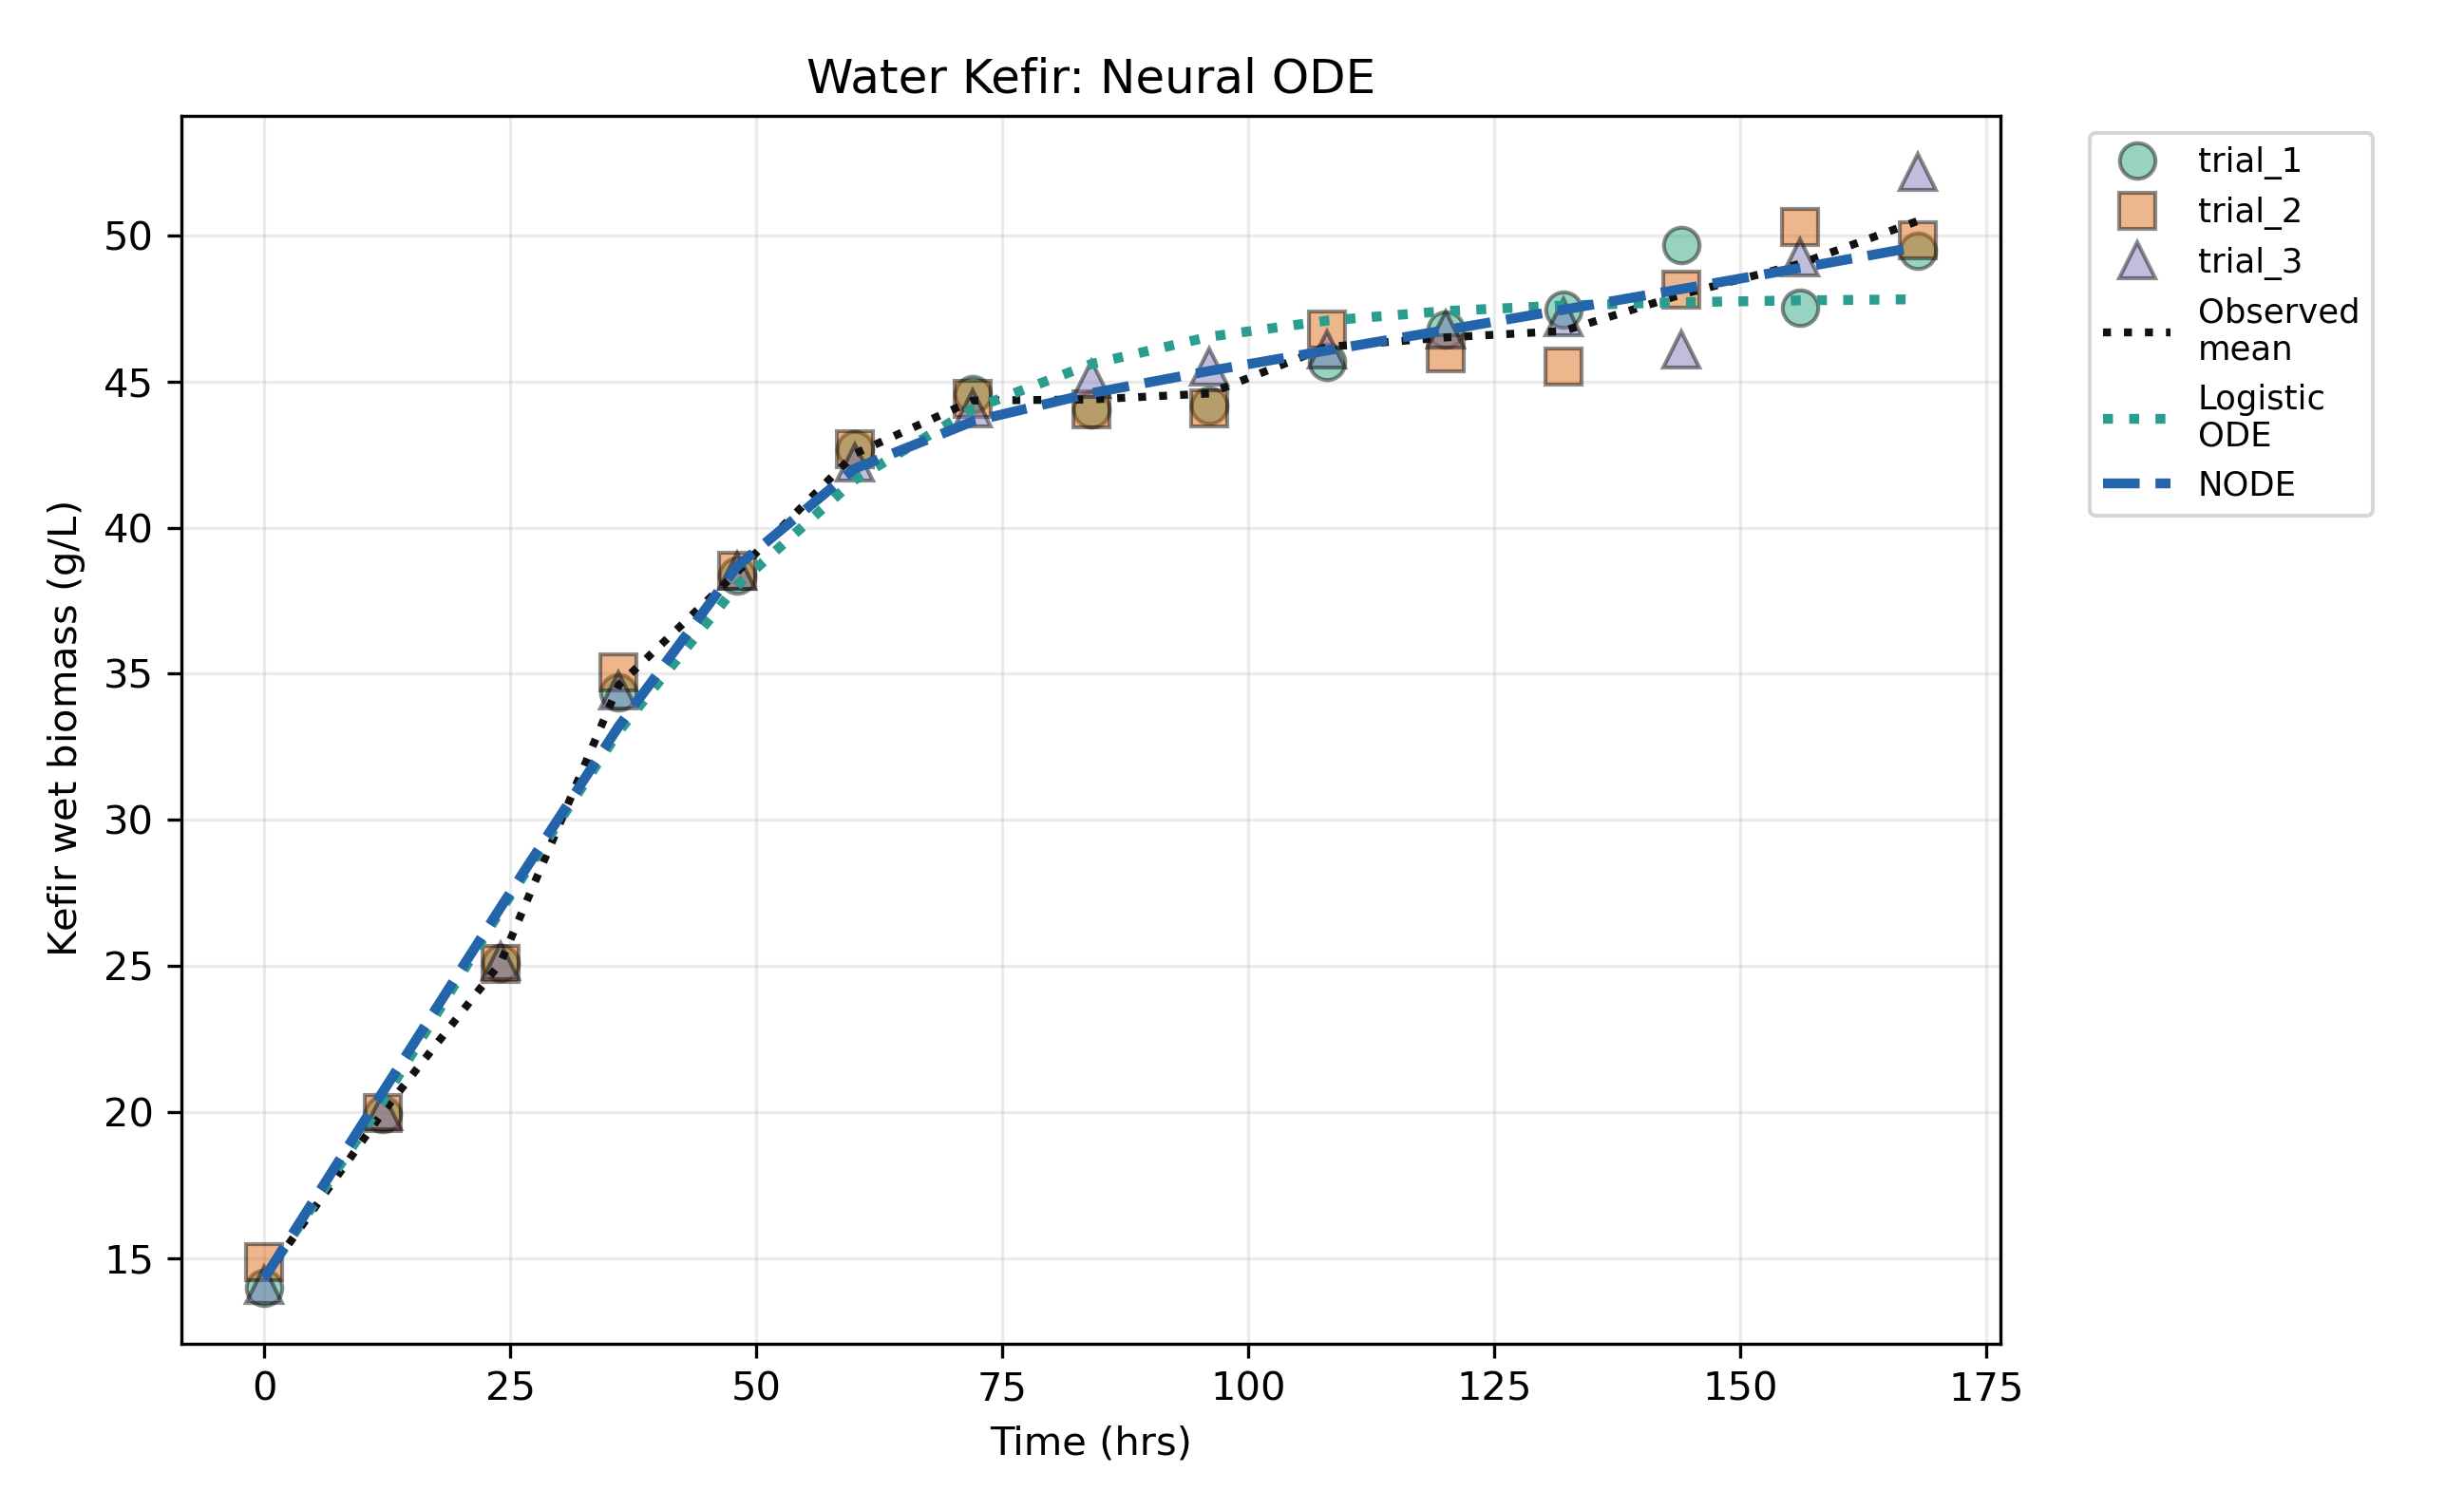 Water Kefir: Neural ODE
Kefir wet biomass (g/L)
50
45
40
35
30
25
20
15
0 25 50 75 100 125 150 175
Time (hrs)
trial_1
trial_2
trial_3
Observed
mean
Logistic
ODE
NODE